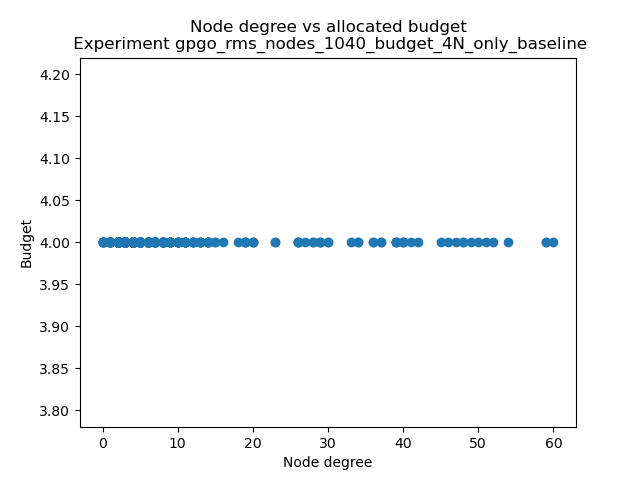 Node degree vs allocated budget
Experiment gpgo_rms_nodes_1040_budget_4N_only_baseline
4.20
4.15
4.10
4.05
4.00
3.95
3.90
3.85
3.80
Budget
0 10 20 30 40 50 60
Node degree